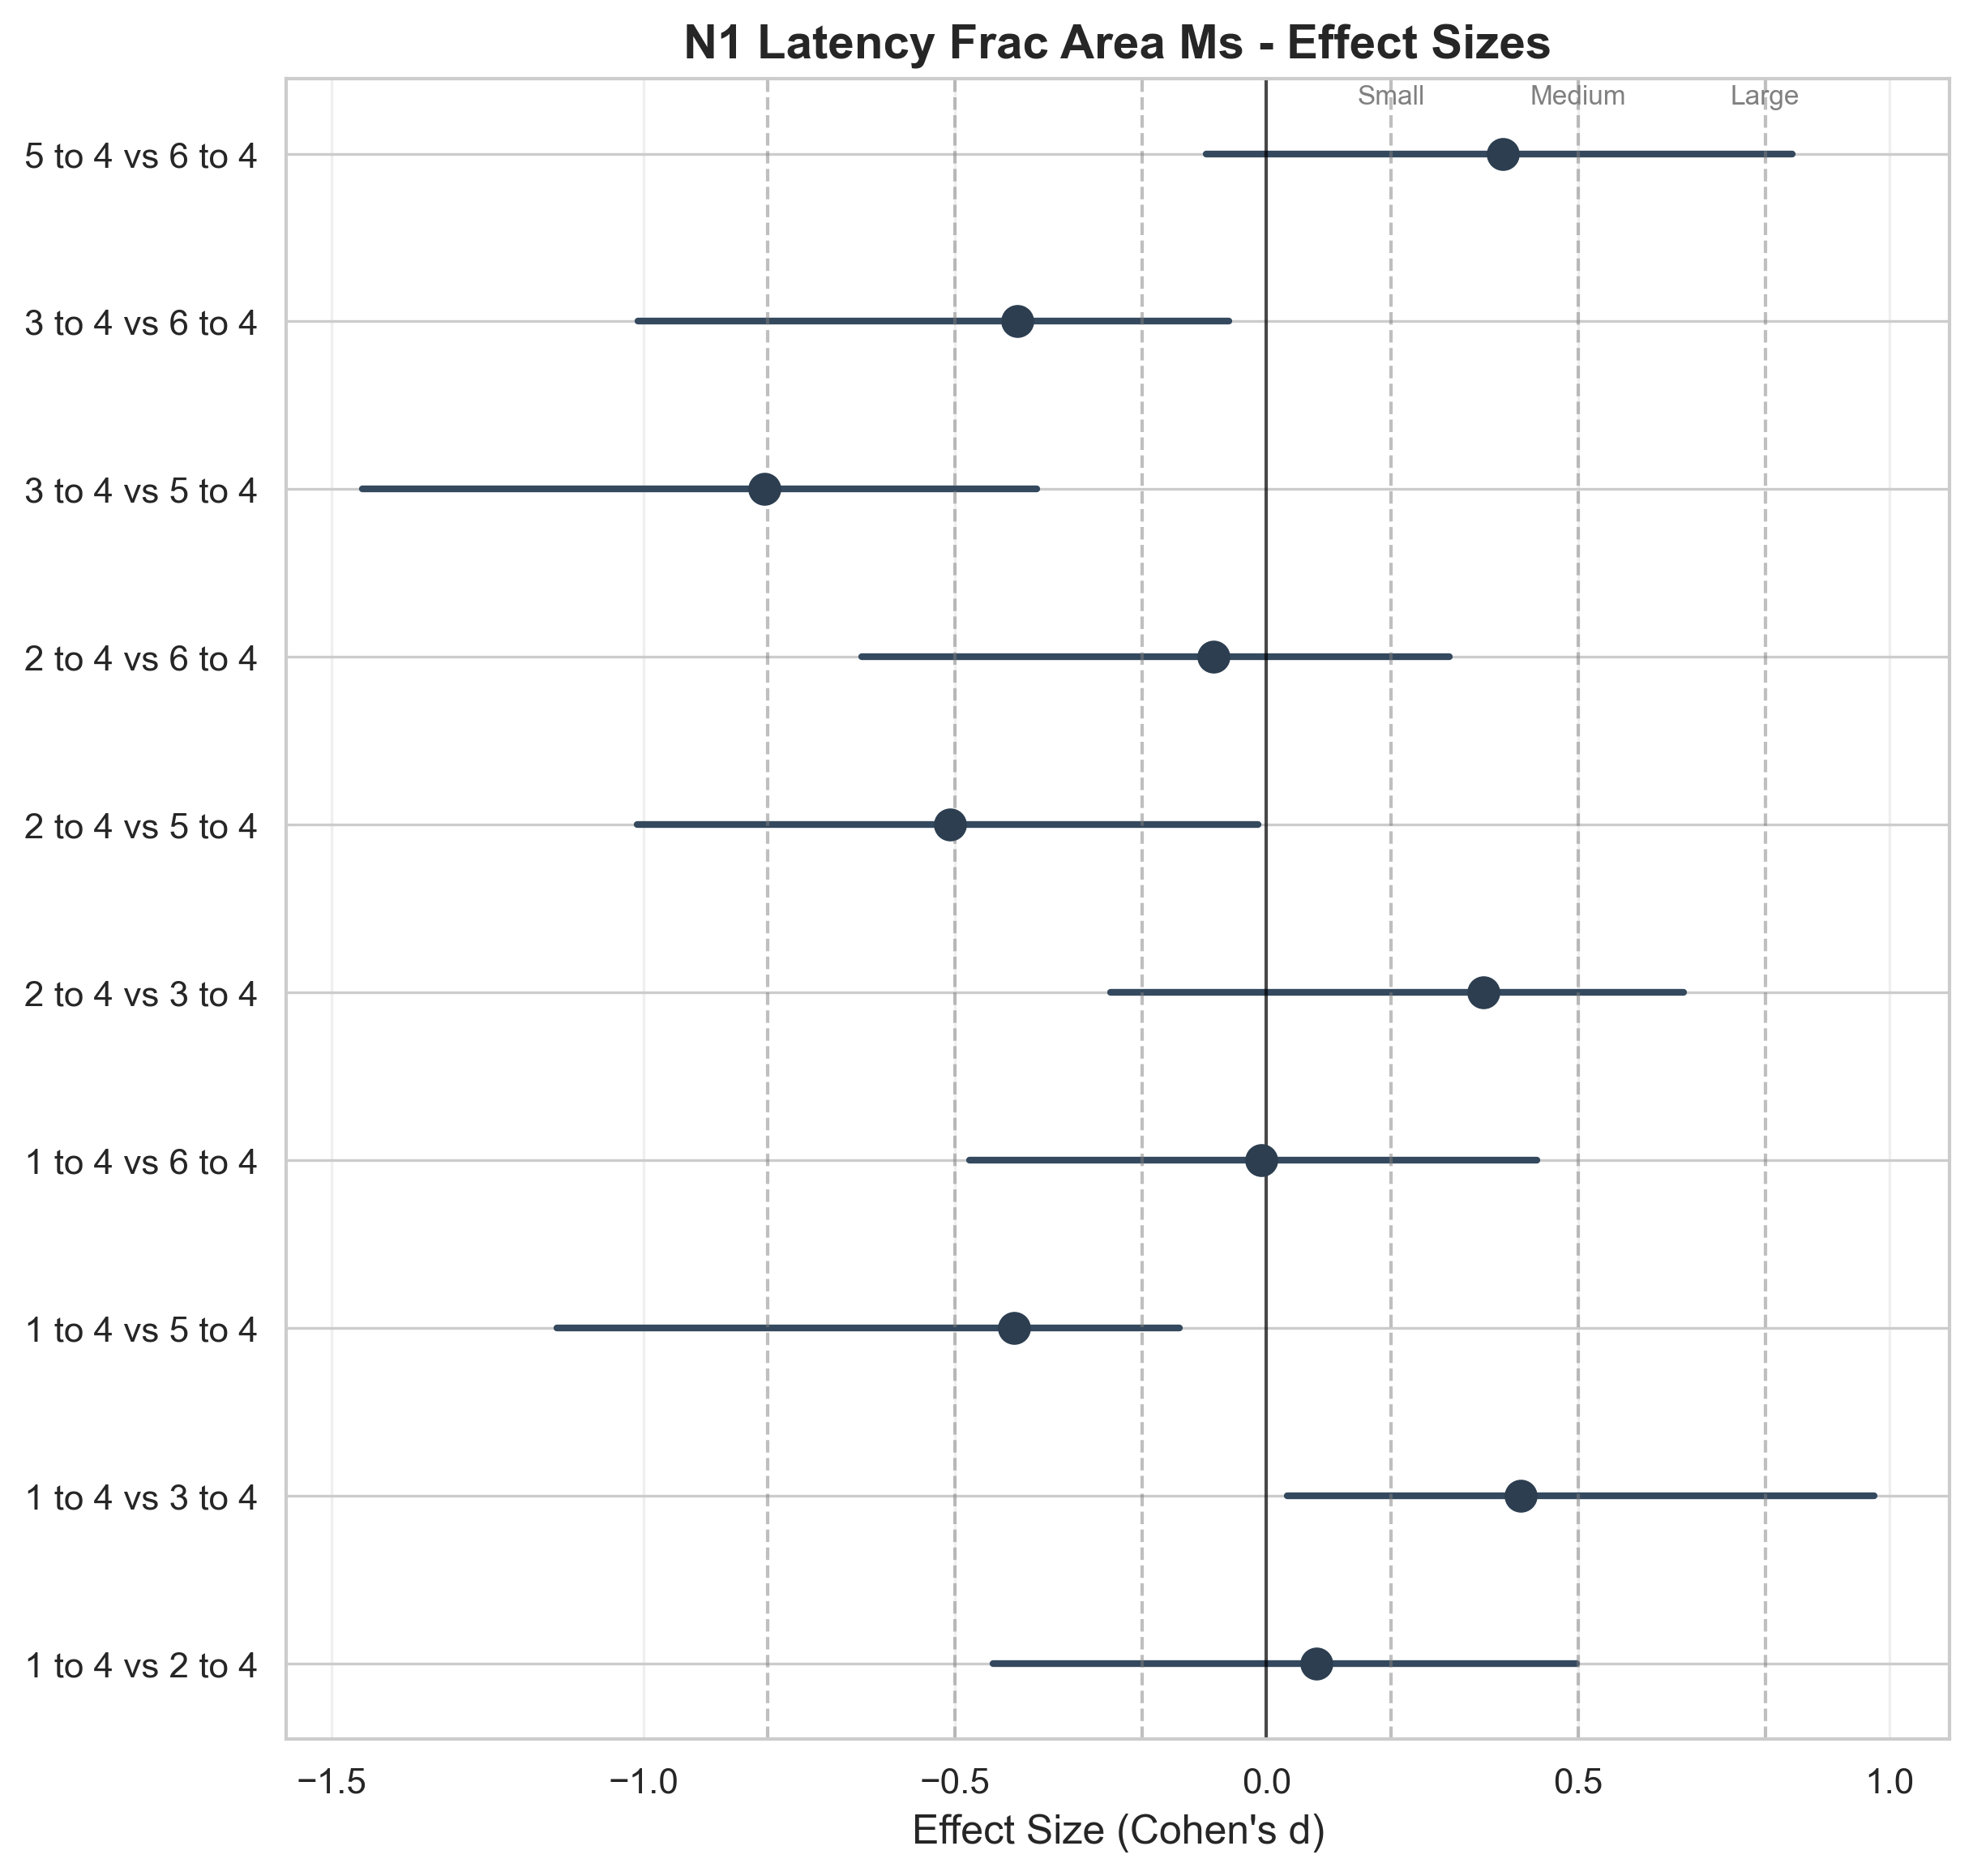 N1 Latency Frac Area Ms - Effect Sizes
Small Medium Large
5 to 4 vs 6 to 4
3 to 4 vs 6 to 4
3 to 4 vs 5 to 4
2 to 4 vs 6 to 4
2 to 4 vs 5 to 4
2 to 4 vs 3 to 4
1 to 4 vs 6 to 4
1 to 4 vs 5 to 4
1 to 4 vs 3 to 4
1 to 4 vs 2 to 4
−1.5 −1.0 −0.5 0.0 0.5 1.0
Effect Size (Cohen's d)